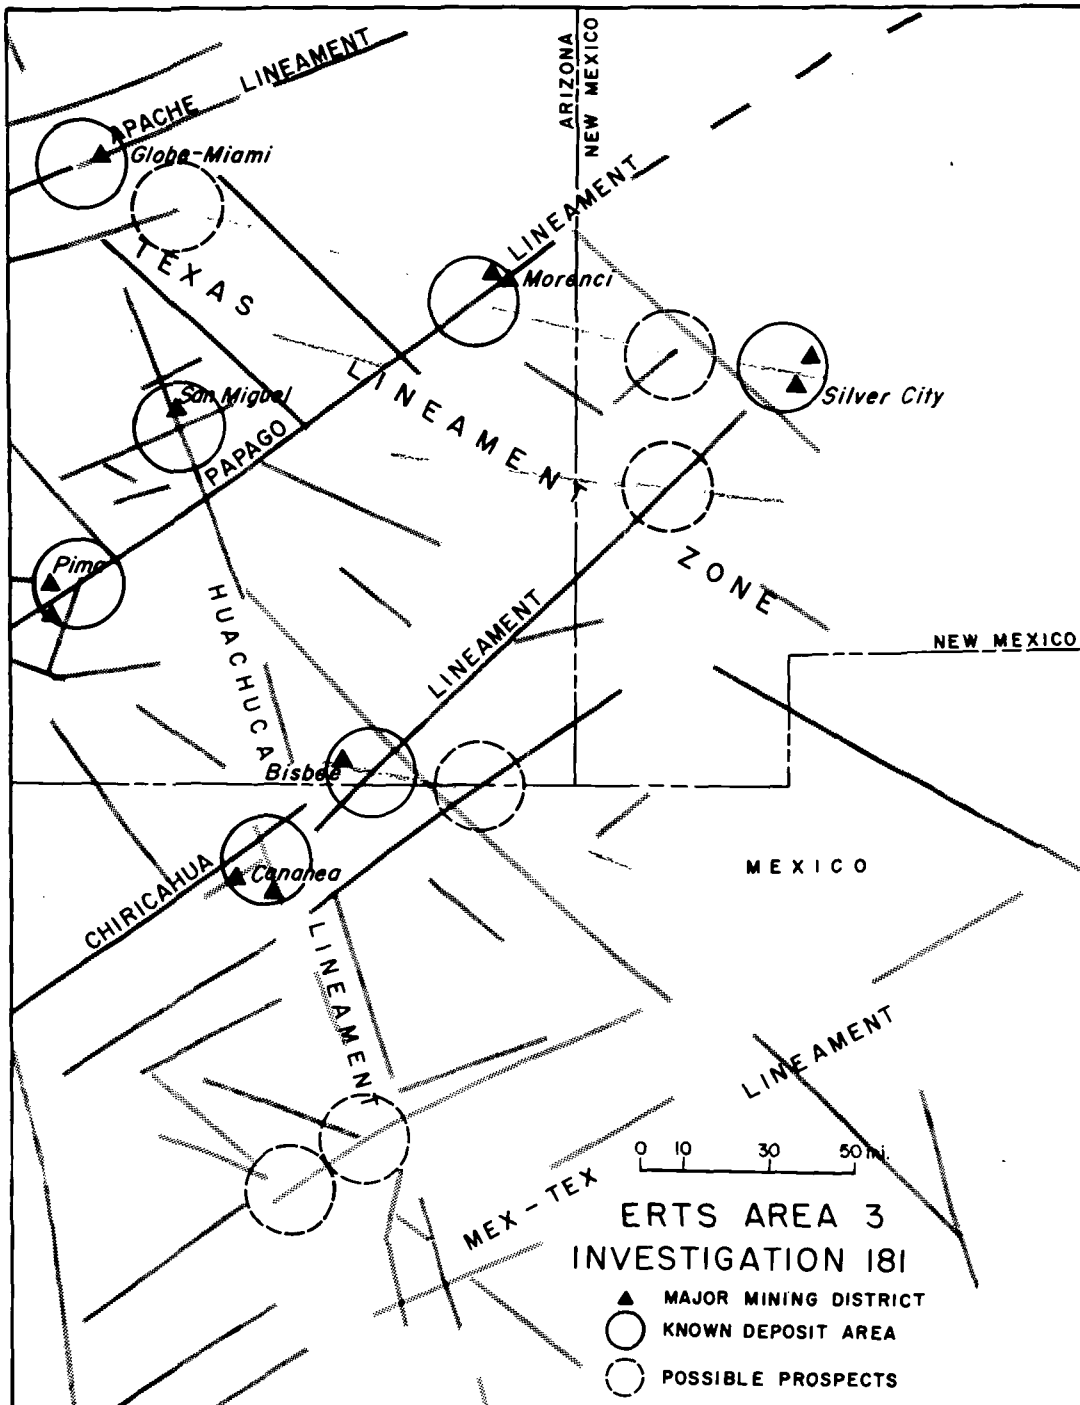 APACHE LINEAMENT
ARIZONA
NEW MEXICO
Globe-Miami
TEXAS LINEAMENT ZONE
Morenci
PAPAGO LINEAMENT
San Miguel
Silver City
Pima
HUACHUCA LINEAMENT
NEW MEXICO
Bisbee
CHIRICAHUA LINEAMENT
Cananea
MEXICO
MEX-TEX LINEAMENT
0 10 30 50 mi.
ERTS AREA 3
INVESTIGATION 181
MAJOR MINING DISTRICT
KNOWN DEPOSIT AREA
POSSIBLE PROSPECTS